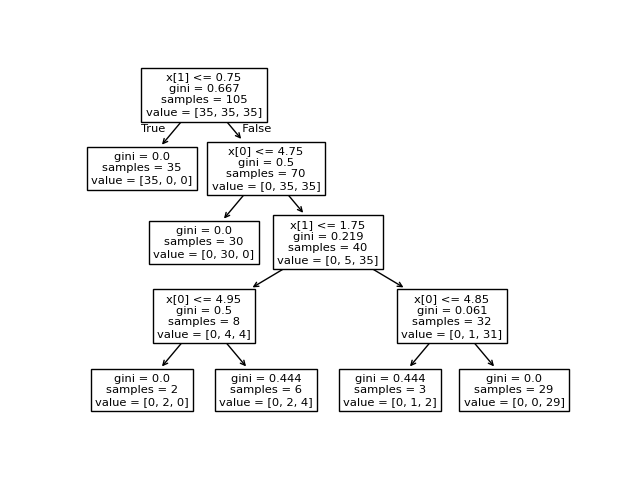 x[1] <= 0.75
gini = 0.667
samples = 105
value = [35, 35, 35]
True
False
gini = 0.0
samples = 35
value = [35, 0, 0]
x[0] <= 4.75
gini = 0.5
samples = 70
value = [0, 35, 35]
gini = 0.0
samples = 30
value = [0, 30, 0]
x[1] <= 1.75
gini = 0.219
samples = 40
value = [0, 5, 35]
x[0] <= 4.95
gini = 0.5
samples = 8
value = [0, 4, 4]
x[0] <= 4.85
gini = 0.061
samples = 32
value = [0, 1, 31]
gini = 0.0
samples = 2
value = [0, 2, 0]
gini = 0.444
samples = 6
value = [0, 2, 4]
gini = 0.444
samples = 3
value = [0, 1, 2]
gini = 0.0
samples = 29
value = [0, 0, 29]